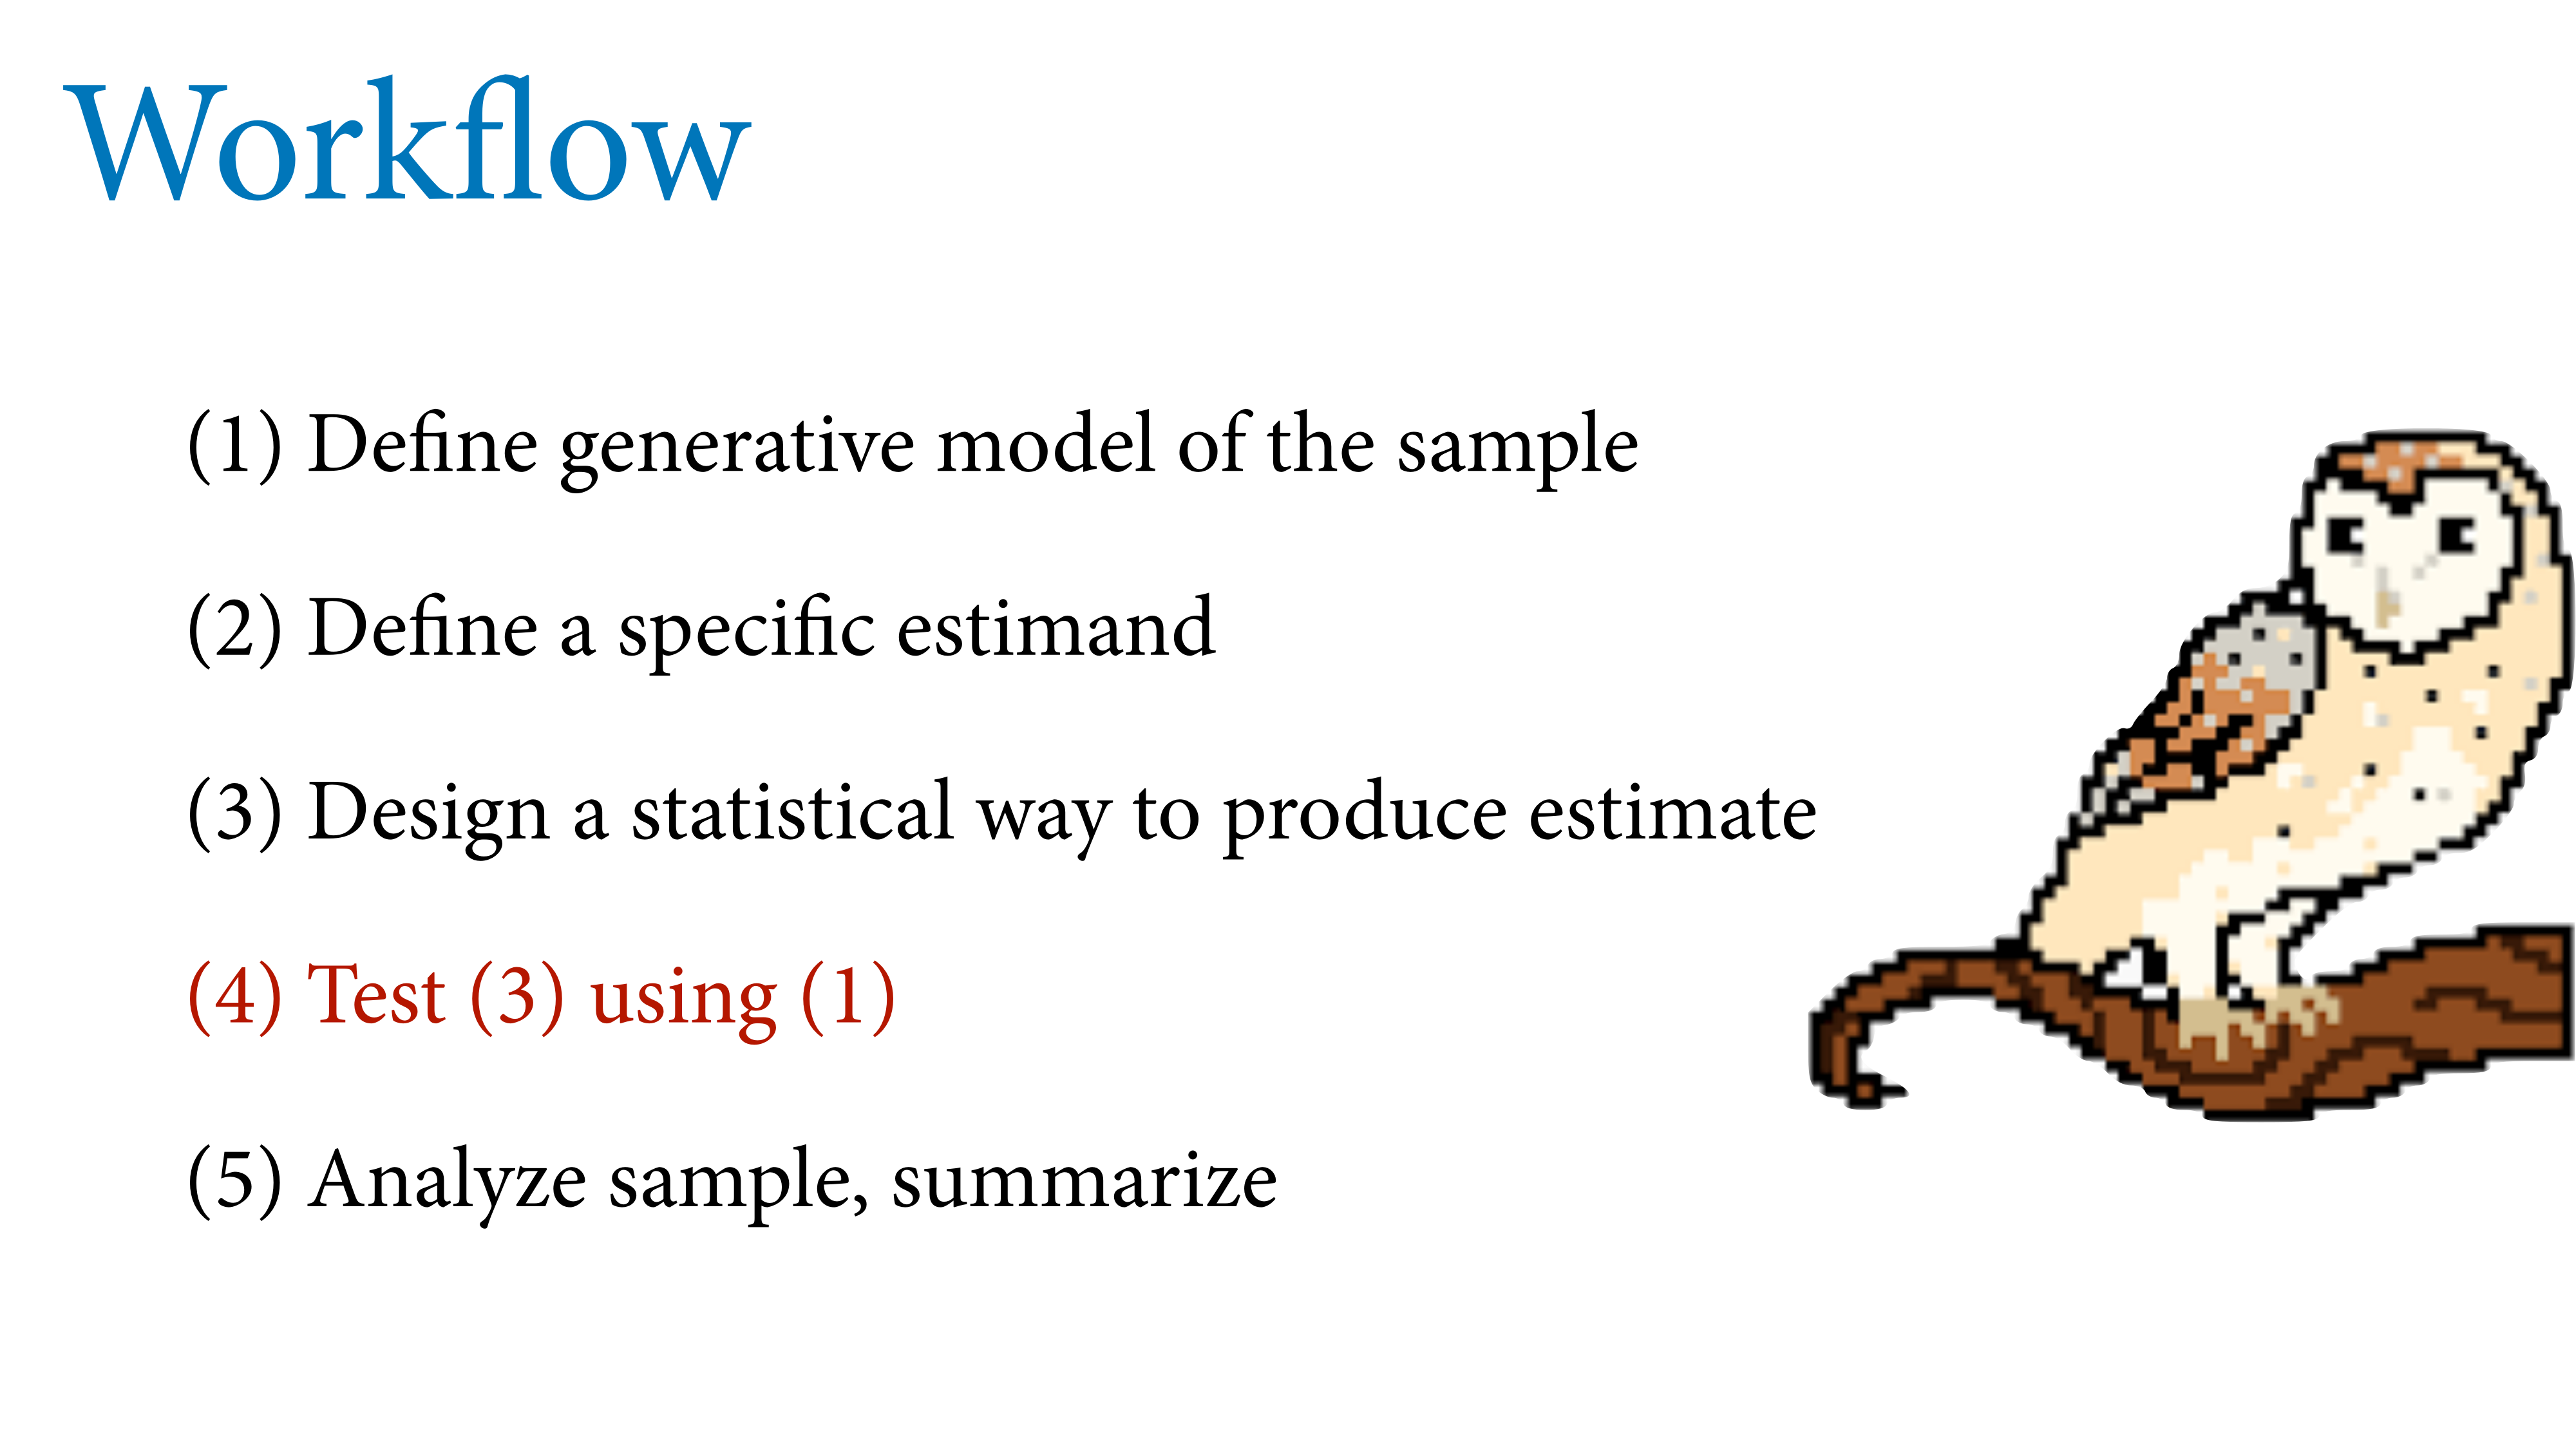 Workflow
(1) Define generative model of the sample
(2) Define a specific estimand
(3) Design a statistical way to produce estimate
(4) Test (3) using (1)
(5) Analyze sample, summarize